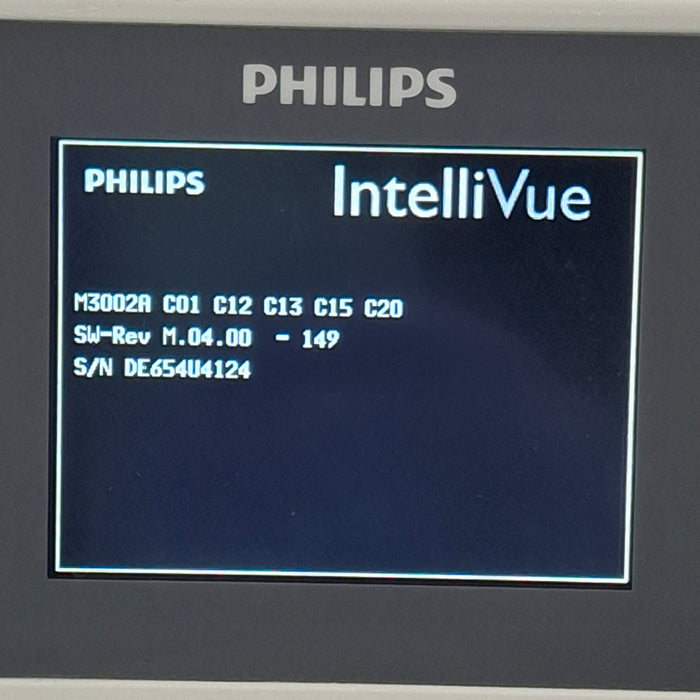 PHILIPS
PHILIPS IntelliVue
M3002A C01 C12 C13 C15 C20
SW-Rev M.04.00 - 149
S/N DE654U4124